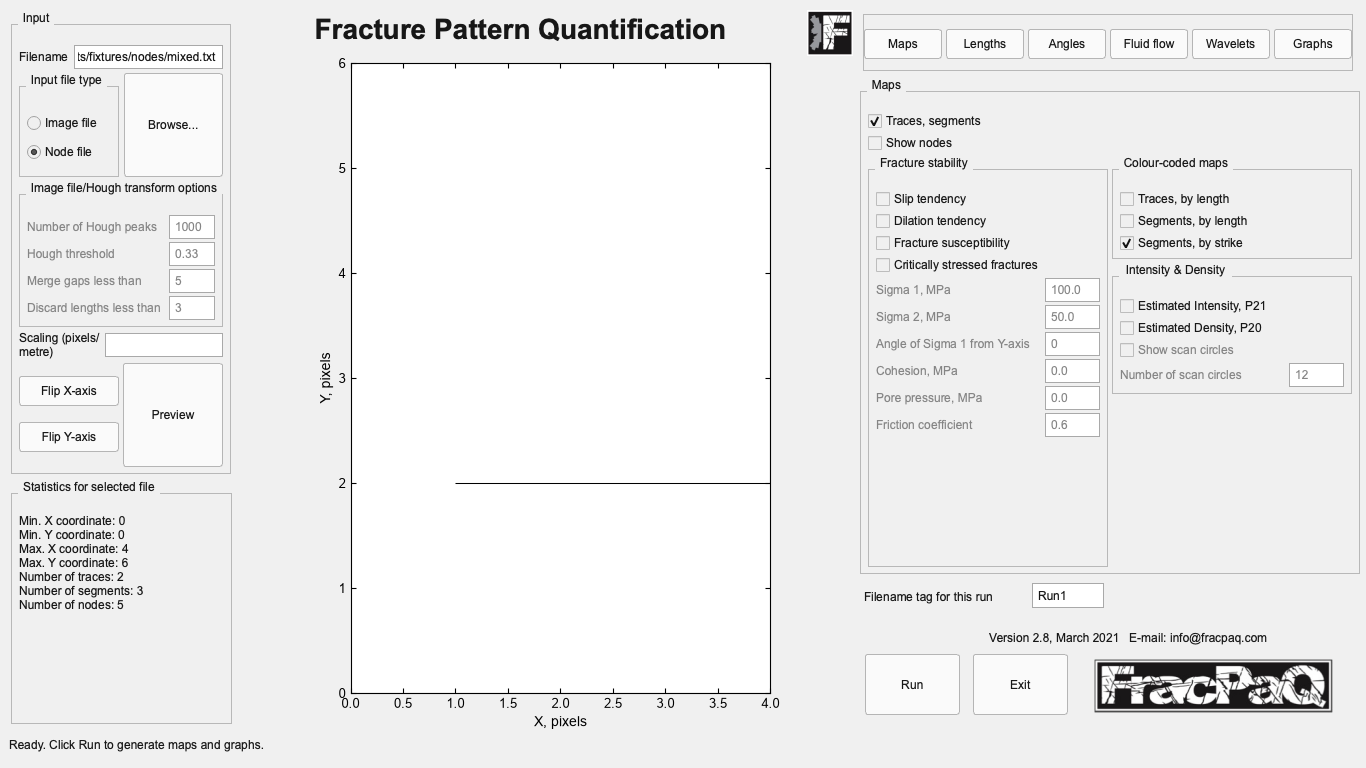 Input
Filename ts/fixtures/nodes/mixed.txt
Input file type
Image file
Node file
Browse...
Image file/Hough transform options
Number of Hough peaks 1000
Hough threshold 0.33
Merge gaps less than 5
Discard lengths less than 3
Scaling (pixels/
metre)
Flip X-axis
Flip Y-axis
Preview
Statistics for selected file
Min. X coordinate: 0
Min. Y coordinate: 0
Max. X coordinate: 4
Max. Y coordinate: 6
Number of traces: 2
Number of segments: 3
Number of nodes: 5
Ready. Click Run to generate maps and graphs.
Fracture Pattern Quantification
6
5
4
3
2
1
0
Y, pixels
0.0 0.5 1.0 1.5 2.0 2.5 3.0 3.5 4.0
X, pixels
F
Maps Lengths Angles Fluid flow Wavelets Graphs
Maps
Traces, segments
Show nodes
Fracture stability
Slip tendency
Dilation tendency
Fracture susceptibility
Critically stressed fractures
Sigma 1, MPa 100.0
Sigma 2, MPa 50.0
Angle of Sigma 1 from Y-axis 0
Cohesion, MPa 0.0
Pore pressure, MPa 0.0
Friction coefficient 0.6
Colour-coded maps
Traces, by length
Segments, by length
Segments, by strike
Intensity & Density
Estimated Intensity, P21
Estimated Density, P20
Show scan circles
Number of scan circles 12
Filename tag for this run Run1
Version 2.8, March 2021 E-mail: info@fracpaq.com
Run
Exit
FracPaQ